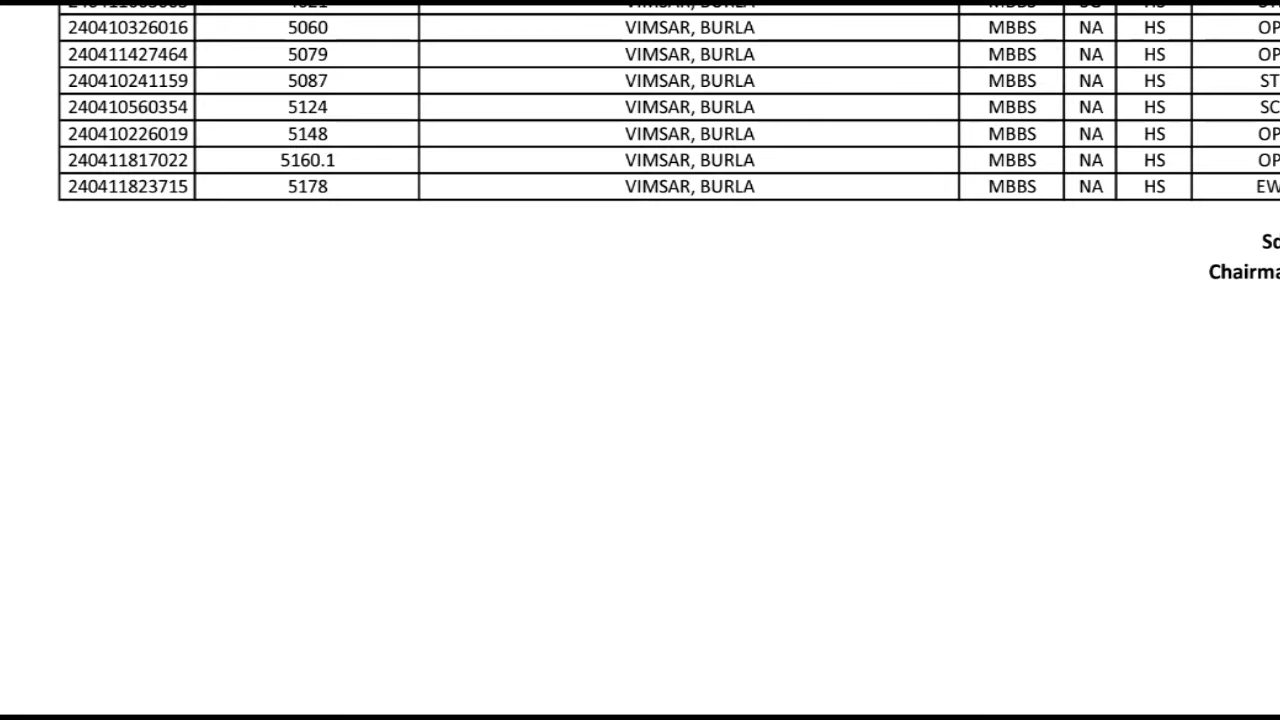 240410326016 5060 VIMSAR, BURLA MBBS NA HS OP
240411427464 5079 VIMSAR, BURLA MBBS NA HS OP
240410241159 5087 VIMSAR, BURLA MBBS NA HS ST
240410560354 5124 VIMSAR, BURLA MBBS NA HS SC
240410226019 5148 VIMSAR, BURLA MBBS NA HS OP
240411817022 5160.1 VIMSAR, BURLA MBBS NA HS OP
240411823715 5178 VIMSAR, BURLA MBBS NA HS EW
Sd
Chairma